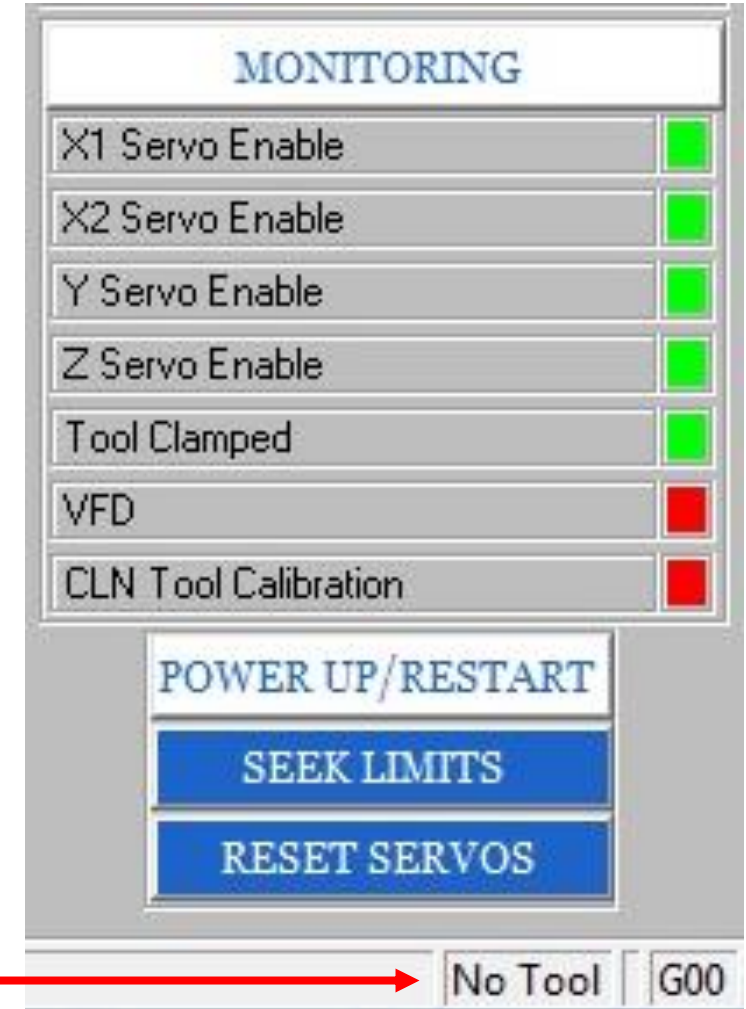 MONITORING
X1 Servo Enable
X2 Servo Enable
Y Servo Enable
Z Servo Enable
Tool Clamped
VFD
CLN Tool Calibration
POWER UP/RESTART
SEEK LIMITS
RESET SERVOS
No Tool G00